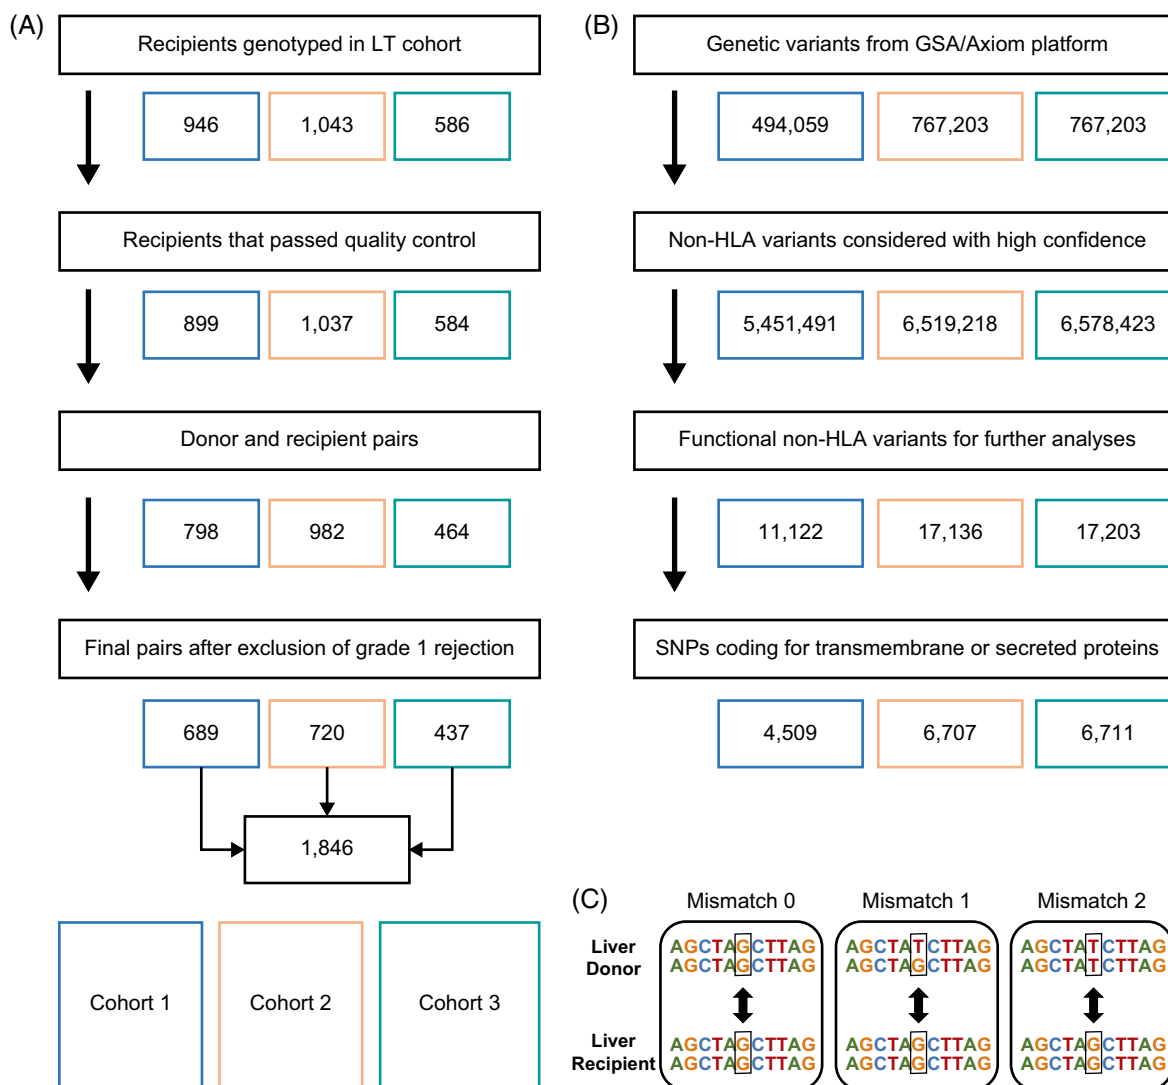 (A)
Recipients genotyped in LT cohort
946 1,043 586
Recipients that passed quality control
899 1,037 584
Donor and recipient pairs
798 982 464
Final pairs after exclusion of grade 1 rejection
689 720 437
1,846
Cohort 1 Cohort 2 Cohort 3
(B)
Genetic variants from GSA/Axiom platform
494,059 767,203 767,203
Non-HLA variants considered with high confidence
5,451,491 6,519,218 6,578,423
Functional non-HLA variants for further analyses
11,122 17,136 17,203
SNPs coding for transmembrane or secreted proteins
4,509 6,707 6,711
(C)
Mismatch 0 Mismatch 1 Mismatch 2
Liver
Donor
AGCTAGCTTAG AGCTATCTTAG AGCTATCTTAG
AGCTAGCTTAG AGCTAGCTTAG AGCTATCTTAG
Liver
Recipient
AGCTAGCTTAG AGCTAGCTTAG AGCTAGCTTAG
AGCTAGCTTAG AGCTAGCTTAG AGCTAGCTTAG